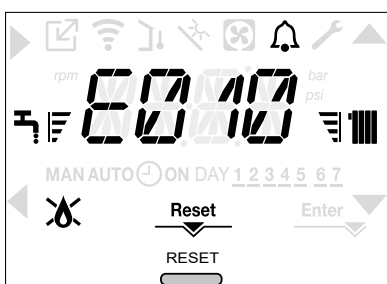 rpm
E010
bar
psi
MAN AUTO ON DAY 1 2 3 4 5 6 7
Reset
Enter
RESET